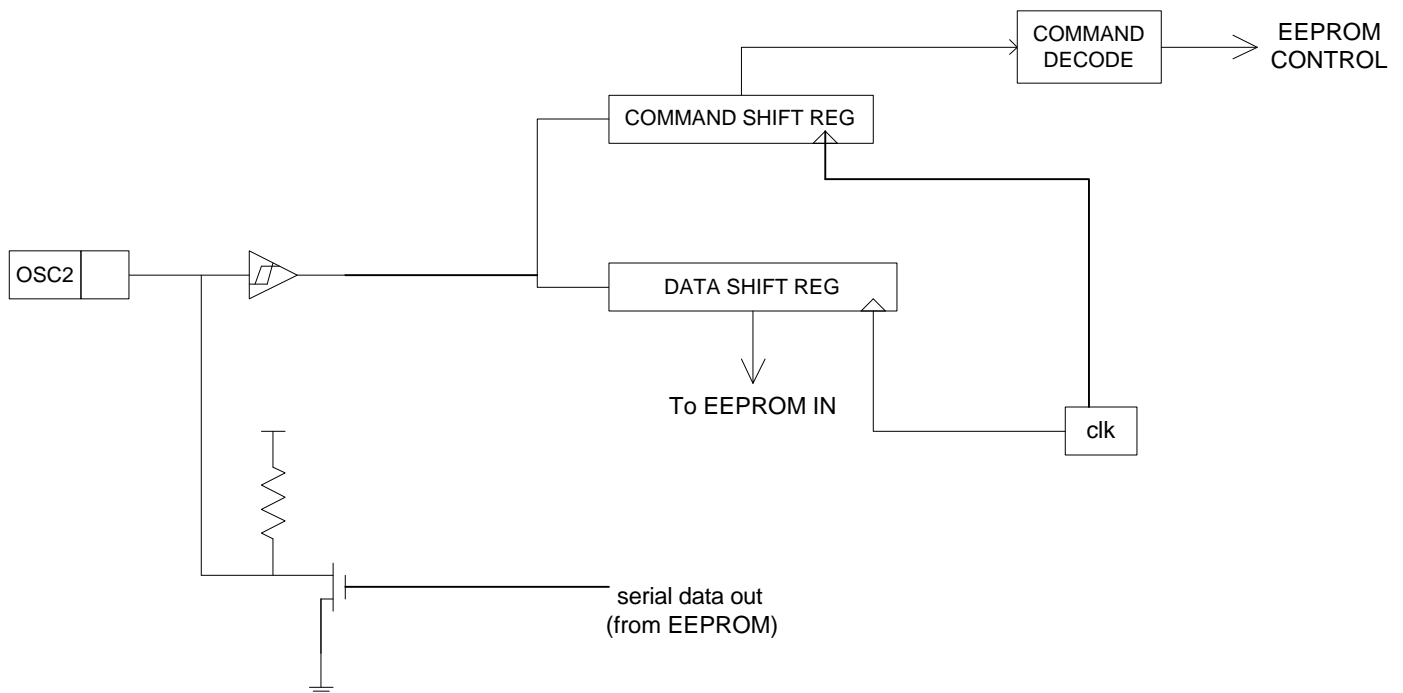 COMMAND
DECODE
EEPROM
CONTROL
COMMAND SHIFT REG
OSC2
DATA SHIFT REG
To EEPROM IN
clk
serial data out
(from EEPROM)